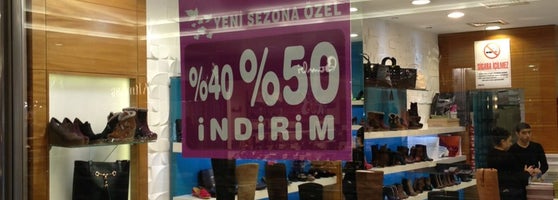 YENİ SEZONA ÖZEL
%40 %50
İNDİRİM
SİGARA İÇİLMEZ